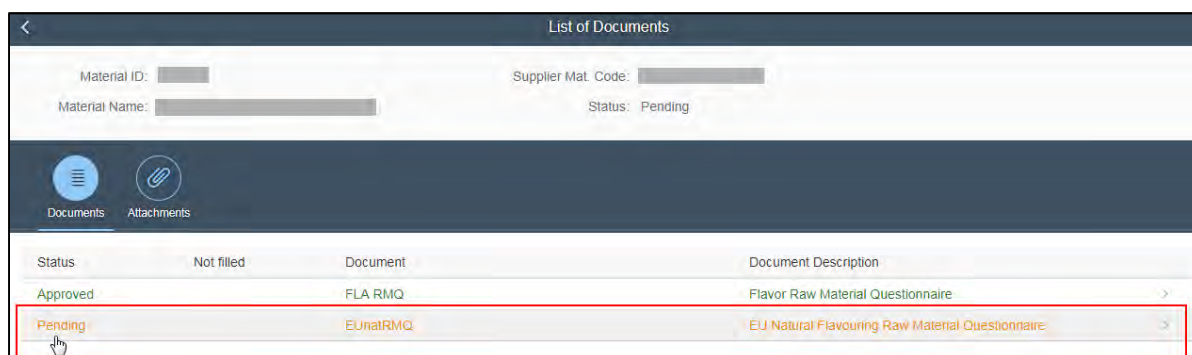 List of Documents
Material ID: Supplier Mat. Code:
Material Name: Status: Pending
Documents Attachments
Status Not filled Document Document Description
Approved FLA RMQ Flavor Raw Material Questionnaire
Pending EUnatRMQ EU Natural Flavouring Raw Material Questionnaire